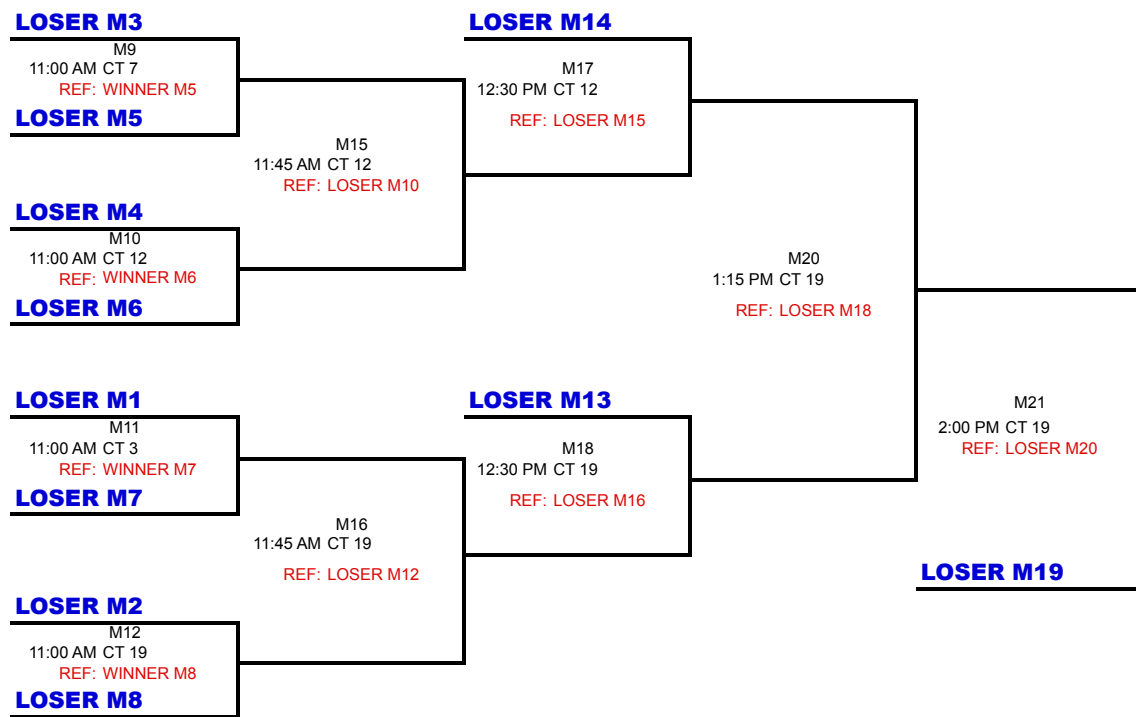 LOSER M3
M9
11:00 AM CT 7
REF: WINNER M5
LOSER M5
M15
11:45 AM CT 12
REF: LOSER M10
LOSER M4
M10
11:00 AM CT 12
REF: WINNER M6
LOSER M6
LOSER M14
M17
12:30 PM CT 12
REF: LOSER M15
M20
1:15 PM CT 19
REF: LOSER M18
LOSER M1
M11
11:00 AM CT 3
REF: WINNER M7
LOSER M7
M16
11:45 AM CT 19
REF: LOSER M12
LOSER M2
M12
11:00 AM CT 19
REF: WINNER M8
LOSER M8
LOSER M13
M18
12:30 PM CT 19
REF: LOSER M16
M21
2:00 PM CT 19
REF: LOSER M20
LOSER M19